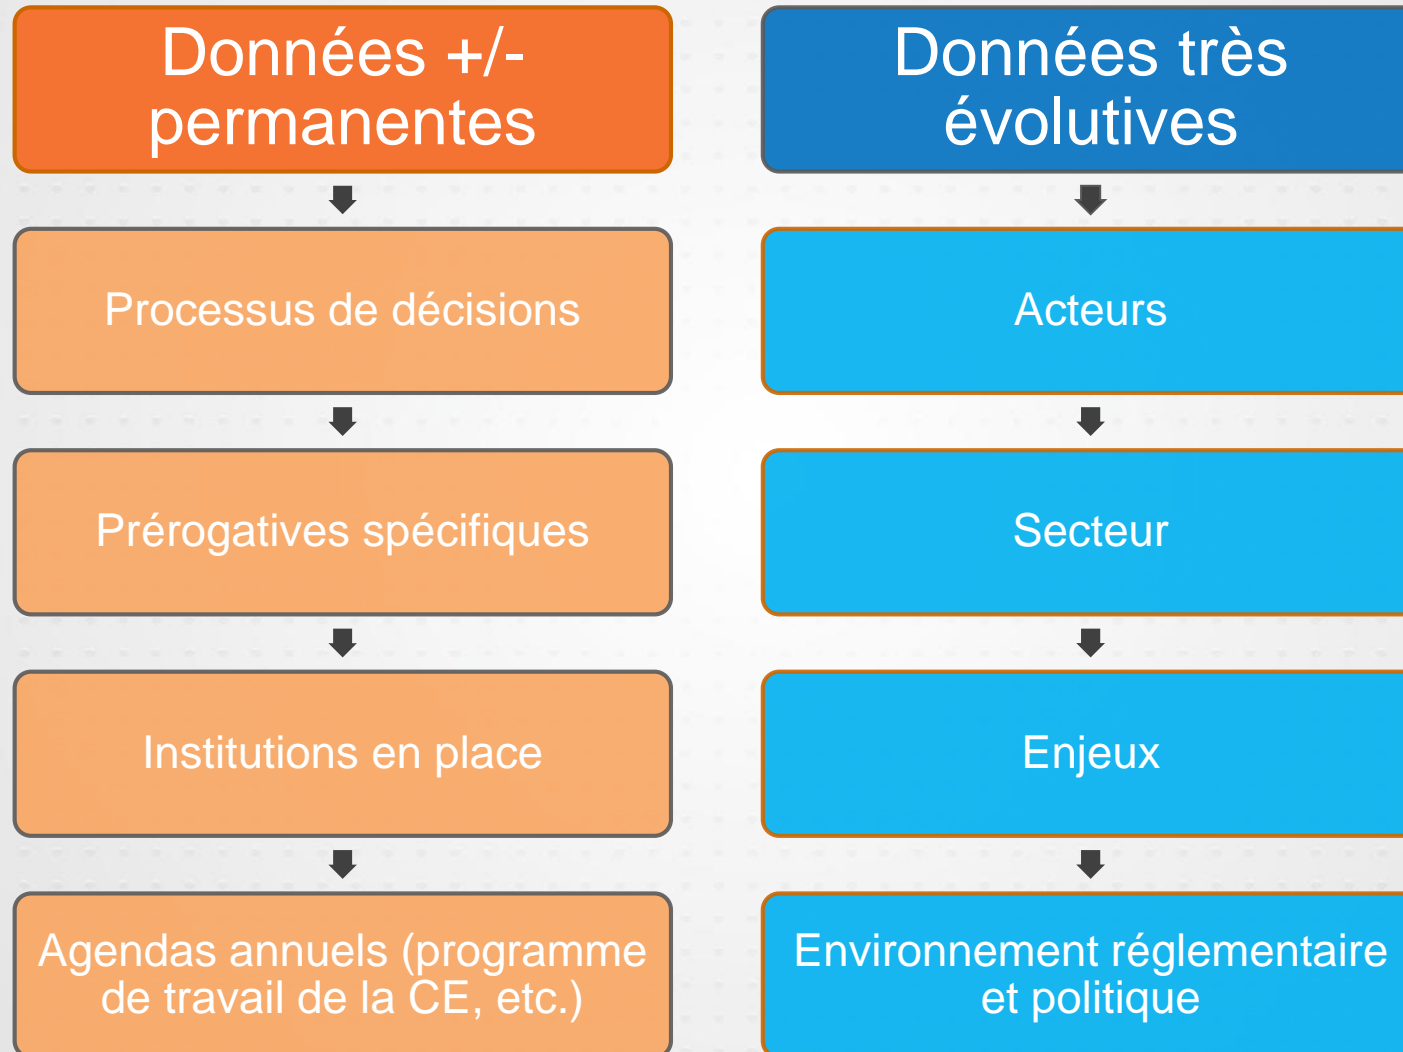 Données +/-
permanentes
Processus de décisions
Prérogatives spécifiques
Institutions en place
Agendas annuels (programme
de travail de la CE, etc.)
Données très
évolutives
Acteurs
Secteur
Enjeux
Environnement réglementaire
et politique